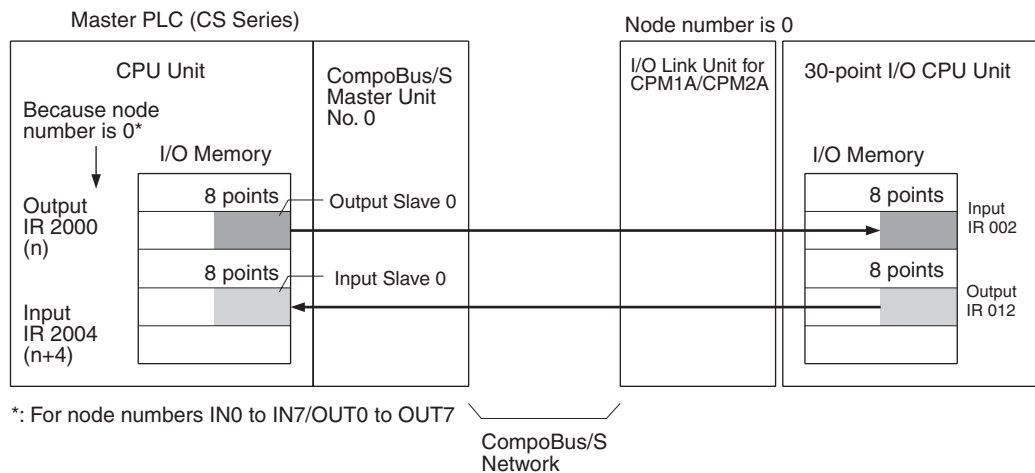 Master PLC (CS Series)
Node number is 0
CPU Unit
CompoBus/S
Master Unit
No. 0
I/O Link Unit for
CPM1A/CPM2A
30-point I/O CPU Unit
Because node
number is 0*
I/O Memory
I/O Memory
8 points
Output Slave 0
8 points
Output
IR 2000
(n)
Input
IR 002
8 points
Input Slave 0
8 points
Input
IR 2004
(n+4)
Output
IR 012
*: For node numbers IN0 to IN7/OUT0 to OUT7
CompoBus/S
Network